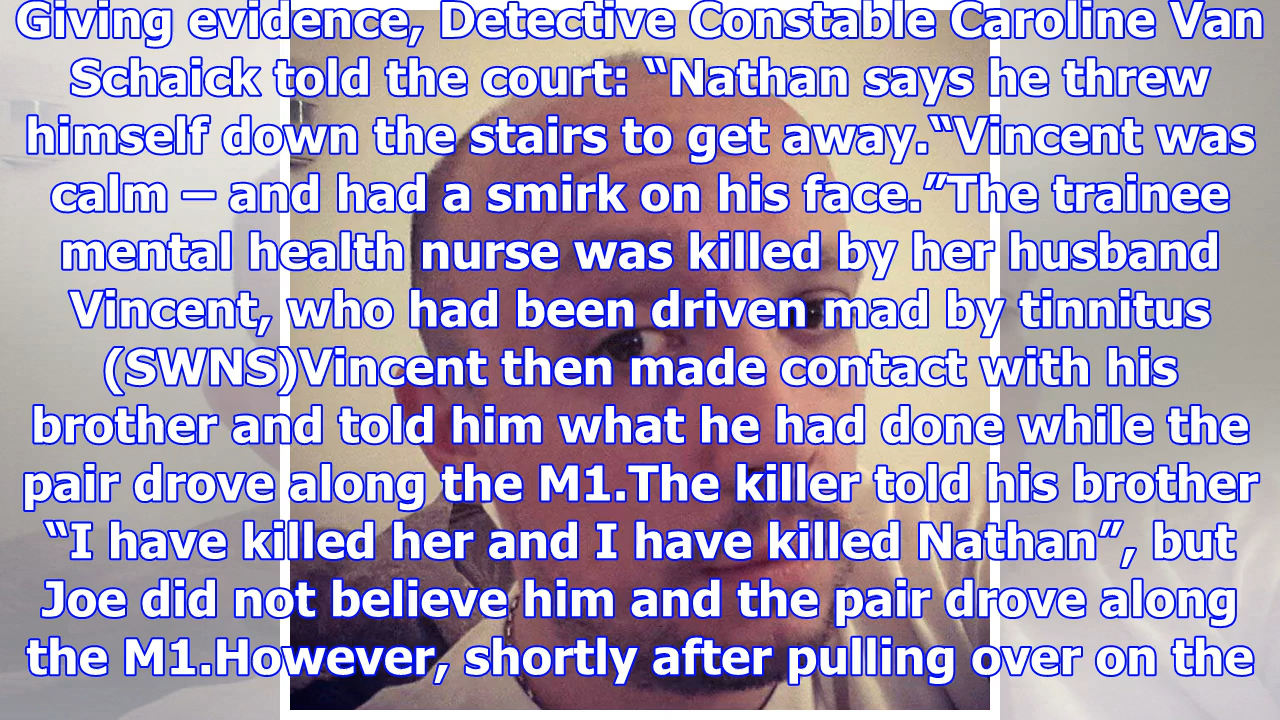 Giving evidence, Detective Constable Caroline Van
Schaick told the court: “Nathan says he threw
himself down the stairs to get away.“Vincent was
calm – and had a smirk on his face.”The trainee
mental health nurse was killed by her husband
Vincent, who had been driven mad by tinnitus
(SWNS)Vincent then made contact with his
brother and told him what he had done while the
pair drove along the M1.The killer told his brother
“I have killed her and I have killed Nathan”, but
Joe did not believe him and the pair drove along
the M1.However, shortly after pulling over on the